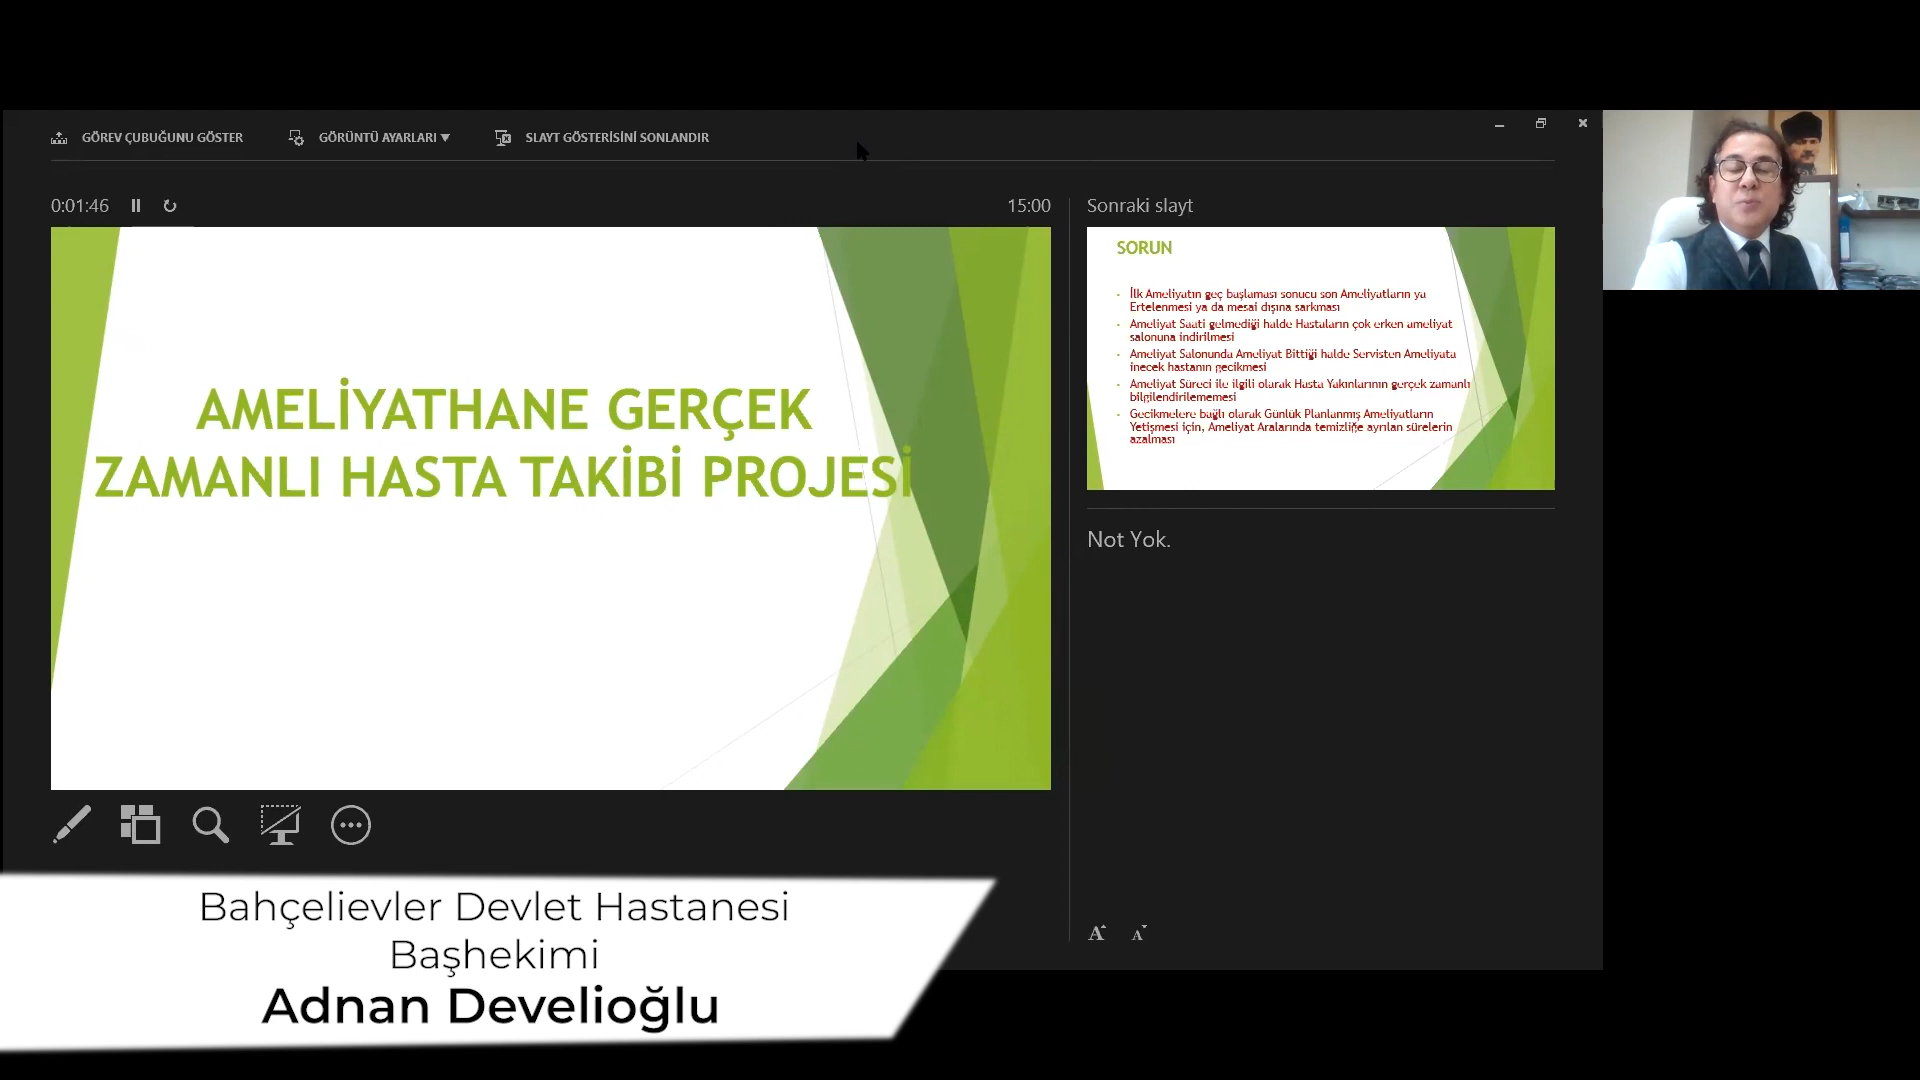 GÖREV ÇUBUĞUNU GÖSTER
GÖRÜNTÜ AYARLARI
SLAYT GÖSTERİSİNİ SONLANDIR
0:01:46
15:00
AMELİYATHANE GERÇEK
ZAMANLI HASTA TAKİBİ PROJESİ
Sonraki slayt
SORUN
İlk Ameliyatın geç başlaması sonucu son Ameliyatların ya
Ertelenmesi ya da mesai dışına sarkması
Ameliyat Saati gelmediği halde Hastaların çok erken ameliyat
salonuna indirilmesi
Ameliyat Salonunda Ameliyat Bittiği halde Servisten Ameliyata
inecek hastanın gecikmesi
Ameliyat Süreci ile ilgili olarak Hasta Yakınlarının gerçek zamanlı
bilgilendirilememesi
Gecikmelere bağlı olarak Günlük Planlanmış Ameliyatların
Yetişmesi için, Ameliyat Aralarında temizliğe ayrılan sürelerin
azalması
Not Yok.
A A
Bahçelievler Devlet Hastanesi
Başhekimi
Adnan Develioğlu